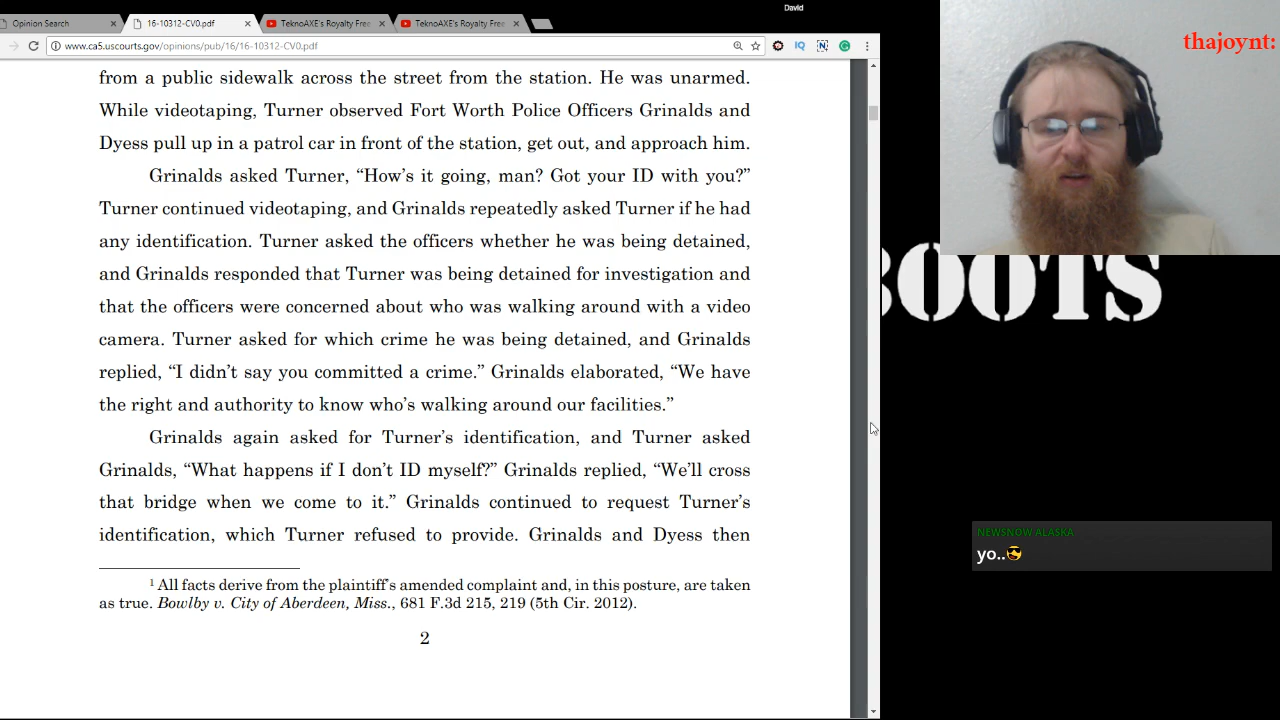 David
Opinion Search
16-10312-CV0.pdf
TeknoAXE's Royalty Free
TeknoAXE's Royalty Free
www.ca5.uscourts.gov/opinions/pub/16/16-10312-CV0.pdf
IQ
N
thajoynt:
from a public sidewalk across the street from the station. He was unarmed.
While videotaping, Turner observed Fort Worth Police Officers Grinalds and
Dyess pull up in a patrol car in front of the station, get out, and approach him.
Grinalds asked Turner, “How’s it going, man? Got your ID with you?”
Turner continued videotaping, and Grinalds repeatedly asked Turner if he had
any identification. Turner asked the officers whether he was being detained,
and Grinalds responded that Turner was being detained for investigation and
that the officers were concerned about who was walking around with a video
camera. Turner asked for which crime he was being detained, and Grinalds
replied, “I didn’t say you committed a crime.” Grinalds elaborated, “We have
the right and authority to know who’s walking around our facilities.”
Grinalds again asked for Turner’s identification, and Turner asked
Grinalds, “What happens if I don’t ID myself?” Grinalds replied, “We’ll cross
that bridge when we come to it.” Grinalds continued to request Turner’s
identification, which Turner refused to provide. Grinalds and Dyess then
1 All facts derive from the plaintiff’s amended complaint and, in this posture, are taken
as true. Bowlby v. City of Aberdeen, Miss., 681 F.3d 215, 219 (5th Cir. 2012).
2
BOOTS
NEWSNOW ALASKA
yo..😎